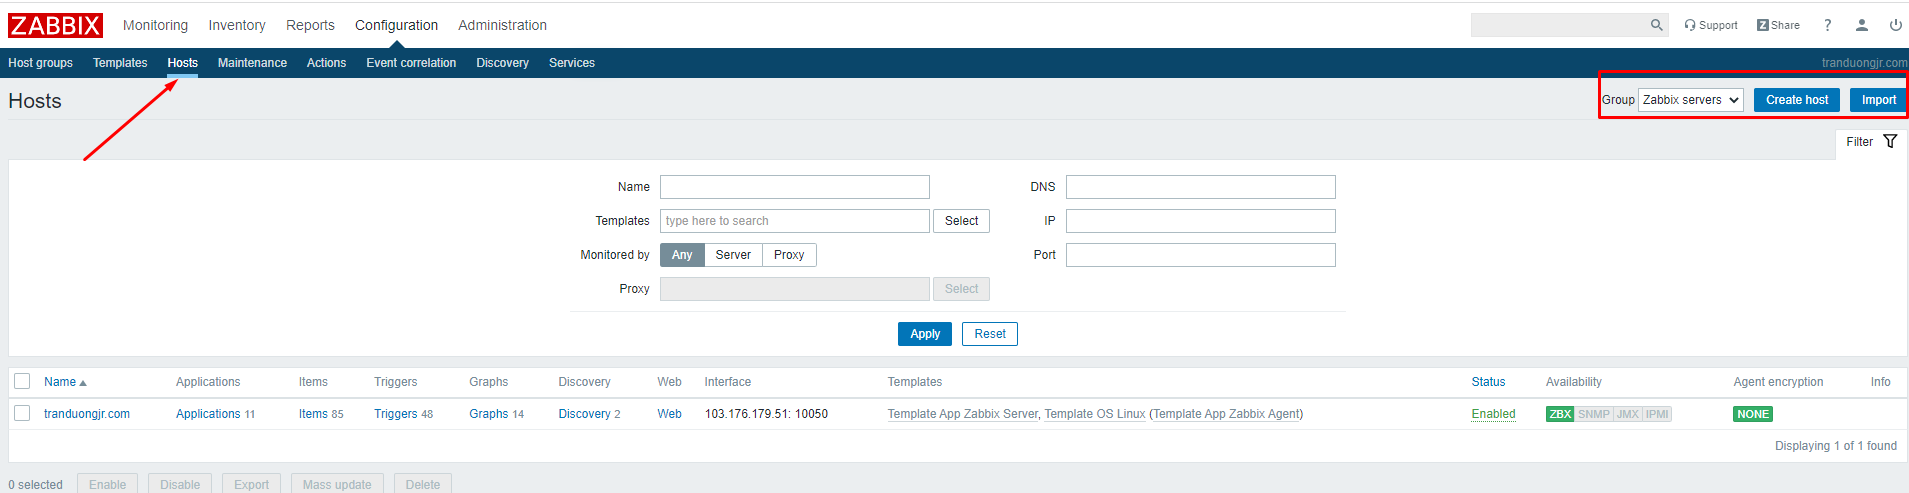 ZABBIX Monitoring Inventory Reports Configuration Administration Support Z Share ?
Host groups Templates Hosts Maintenance Actions Event correlation Discovery Services tranduongjr.com
Hosts Group Zabbix servers Create host Import
Filter
Name DNS
Templates type here to search Select IP
Monitored by Any Server Proxy Port
Proxy Select
Apply Reset
Name Applications Items Triggers Graphs Discovery Web Interface Templates Status Availability Agent encryption Info
tranduongjr.com Applications 11 Items 85 Triggers 48 Graphs 14 Discovery 2 Web 103.176.179.51: 10050 Template App Zabbix Server, Template OS Linux (Template App Zabbix Agent) Enabled ZBX SNMP JMX IPMI NONE
Displaying 1 of 1 found
0 selected Enable Disable Export Mass update Delete